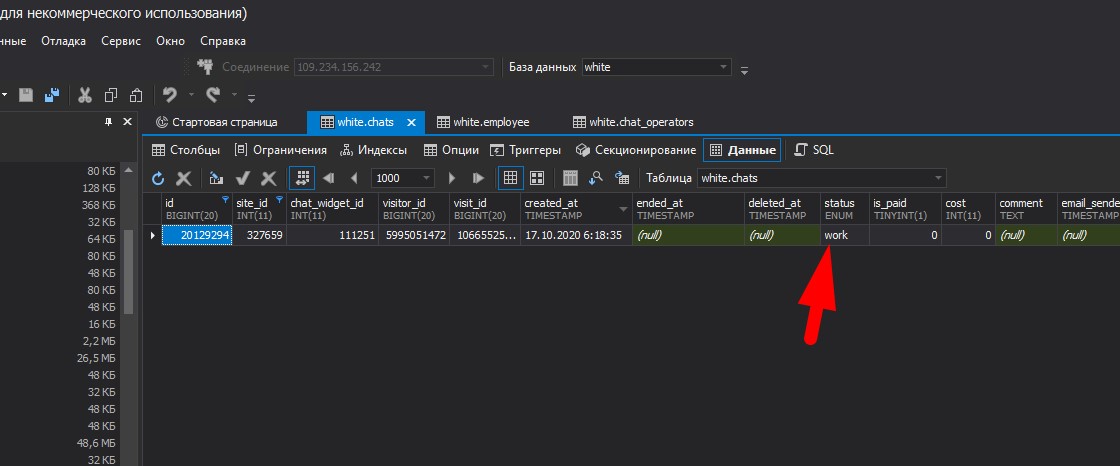 для некоммерческого использования)
нные Отладка Сервис Окно Справка
Соединение 109.234.156.242 База данных white
Стартовая страница white.chats white.employee white.chat_operators
Столбцы Ограничения Индексы Опции Триггеры Секционирование Данные SQL
1000 Таблица white.chats
id site_id chat_widget_id visitor_id visit_id created_at ended_at deleted_at status is_paid cost comment email_sende
BIGINT(20) INT(11) INT(11) BIGINT(20) BIGINT(20) TIMESTAMP TIMESTAMP TIMESTAMP ENUM TINYINT(1) INT(11) TEXT TIMESTAMP
20129294 327659 111251 5995051472 10665525... 17.10.2020 6:18:35 (null) (null) work 0 0 (null) (null)
80 КБ
128 КБ
368 КБ
32 КБ
64 КБ
80 КБ
48 КБ
80 КБ
48 КБ
16 КБ
2,2 МБ
26,5 МБ
48 КБ
32 КБ
48 КБ
48 КБ
48,6 МБ
32 КБ